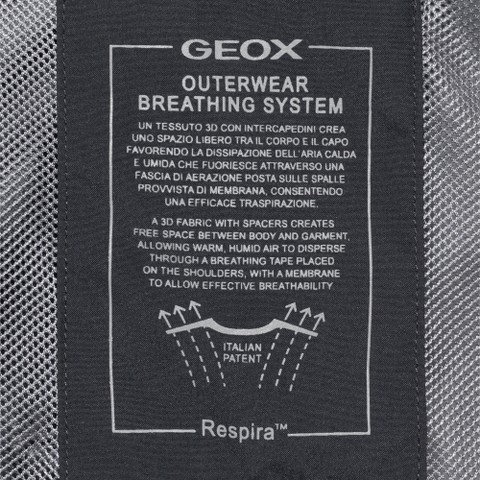 GEOX
OUTERWEAR
BREATHING SYSTEM
UN TESSUTO 3D CON INTERCAPEDINI CREA
UNO SPAZIO LIBERO TRA IL CORPO E IL CAPO
FAVORENDO LA DISSIPAZIONE DELL'ARIA CALDA
E UMIDA CHE FUORIESCE ATTRAVERSO UNA
FASCIA DI AERAZIONE POSTA SULLE SPALLE
PROVVISTA DI MEMBRANA, CONSENTENDO
UNA EFFICACE TRASPIRAZIONE.
A 3D FABRIC WITH SPACERS CREATES
FREE SPACE BETWEEN BODY AND GARMENT,
ALLOWING WARM, HUMID AIR TO DISPERSE
THROUGH A BREATHING TAPE PLACED
ON THE SHOULDERS, WITH A MEMBRANE
TO ALLOW EFFECTIVE BREATHABILITY.
ITALIAN
PATENT
Respira™